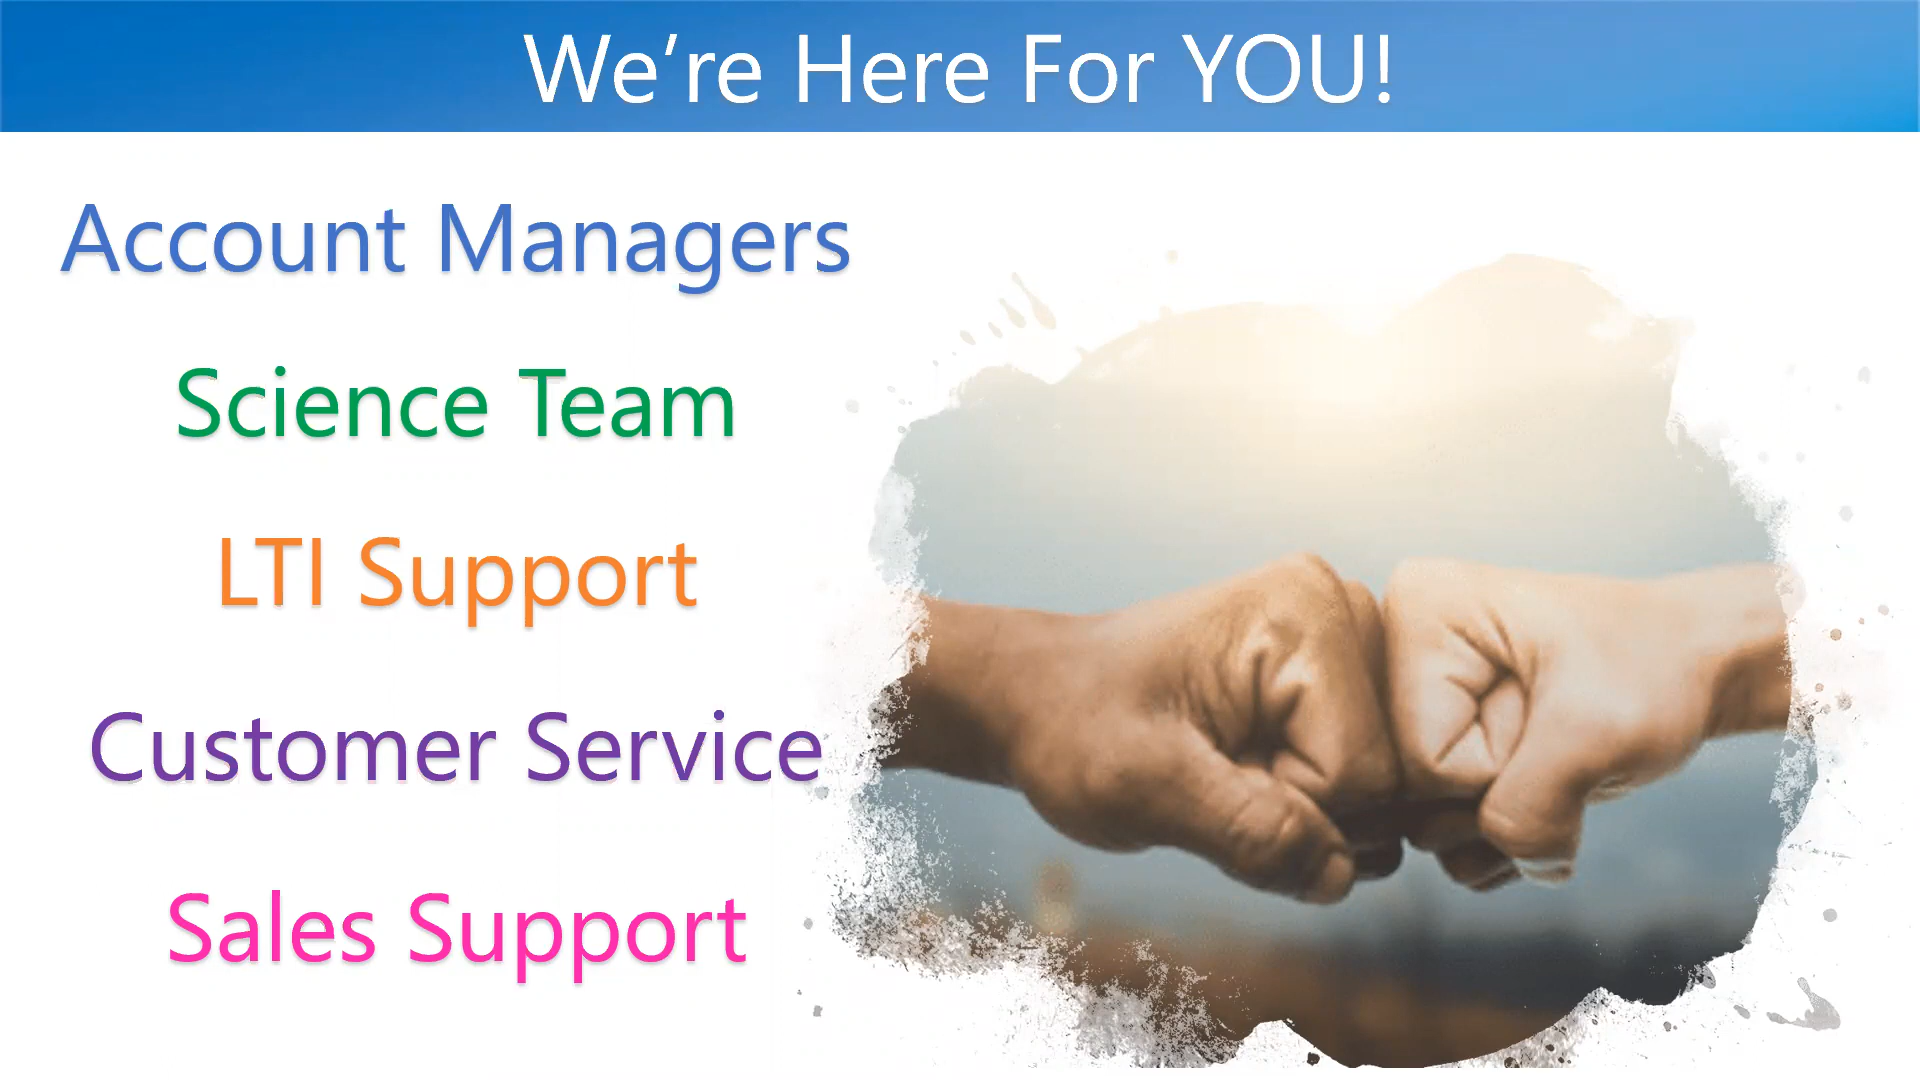 We’re Here For YOU!
Account Managers
Science Team
LTI Support
Customer Service
Sales Support